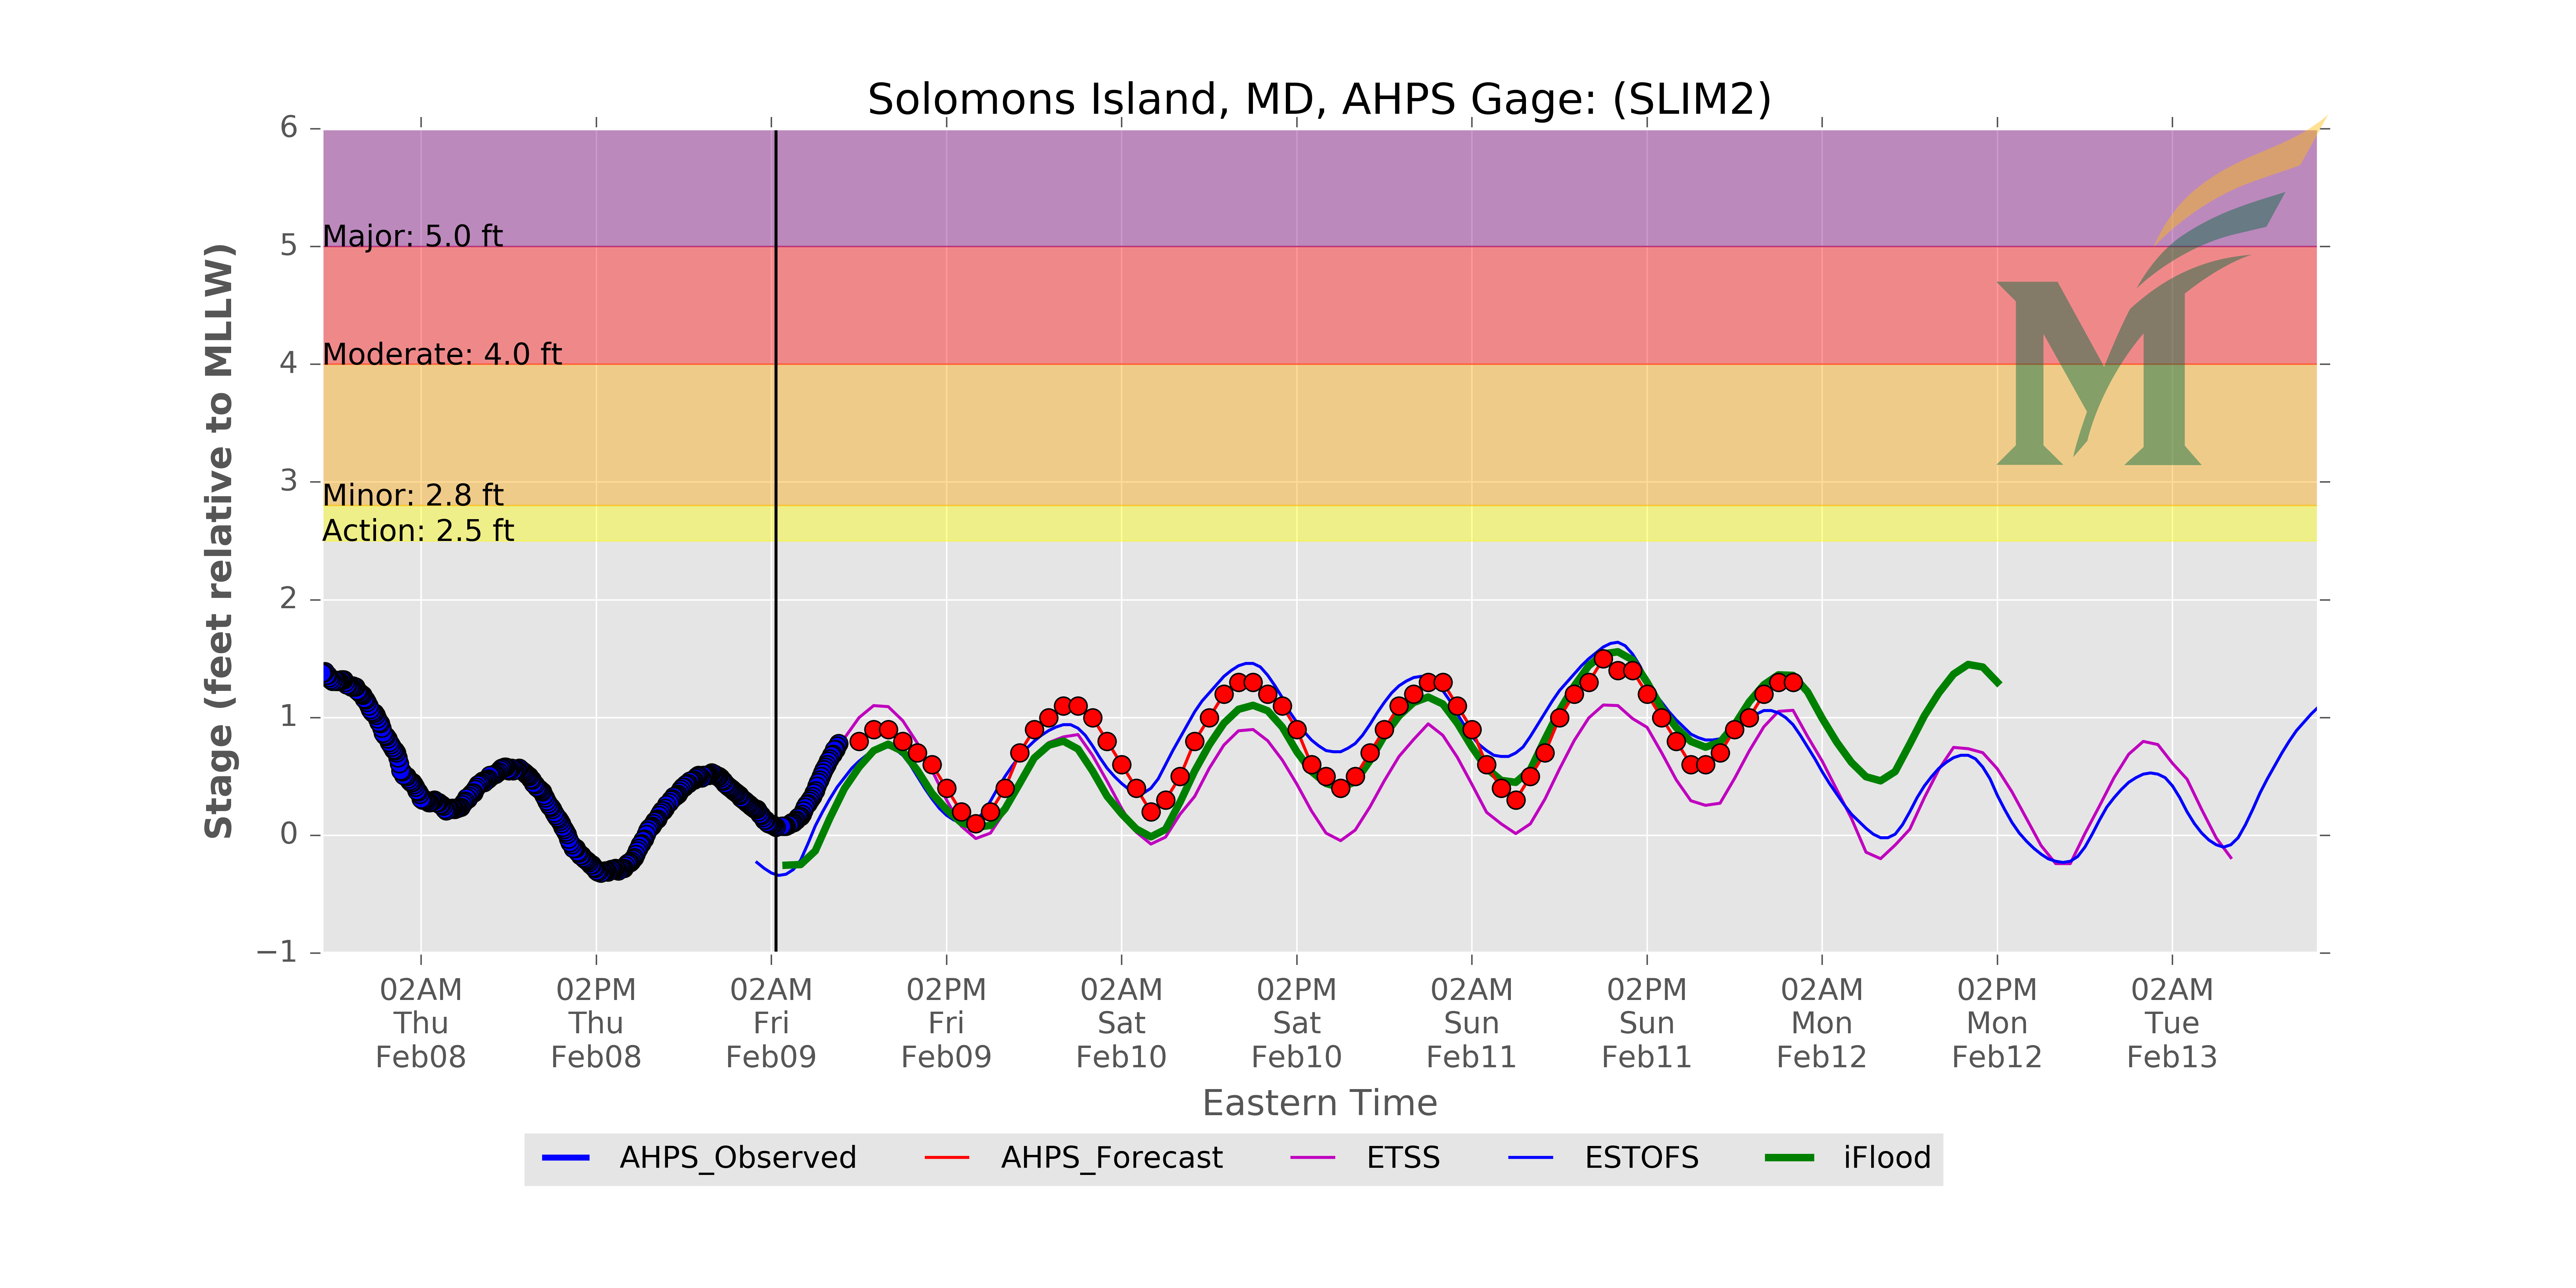 Solomons Island, MD, AHPS Gage: (SLIM2)
Stage (feet relative to MLLW)
6
5
4
3
2
1
0
−1
Major: 5.0 ft
Moderate: 4.0 ft
Minor: 2.8 ft
Action: 2.5 ft
M
02AM 02PM 02AM 02PM 02AM 02PM 02AM 02PM 02AM 02PM 02AM
Thu Thu Fri Fri Sat Sat Sun Sun Mon Mon Tue
Feb08 Feb08 Feb09 Feb09 Feb10 Feb10 Feb11 Feb11 Feb12 Feb12 Feb13
Eastern Time
AHPS_Observed AHPS_Forecast ETSS ESTOFS iFlood